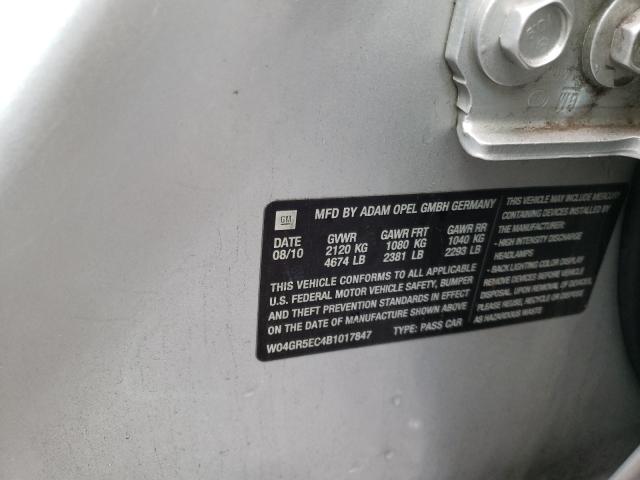 GM
MFD BY ADAM OPEL GMBH GERMANY
DATE GVWR GAWR FRT GAWR RR
08/10 2120 KG 1080 KG 1040 KG
4674 LB 2381 LB 2293 LB
THIS VEHICLE CONFORMS TO ALL APPLICABLE
U.S. FEDERAL MOTOR VEHICLE SAFETY, BUMPER
AND THEFT PREVENTION STANDARDS IN EFFECT
ON THE DATE OF MANUFACTURE SHOWN ABOVE
W04GR5EC4B1017847 TYPE: PASS CAR
THIS VEHICLE MAY INCLUDE MERCURY
CONTAINING DEVICES INSTALLED BY
THE MANUFACTURER:
- HIGH INTENSITY DISCHARGE
HEADLAMPS
- BACK LIGHTING COLOR DISPLAY
REMOVE DEVICES BEFORE VEHICLE
DISPOSAL UPON REMOVAL OF DEVICES
PLEASE REUSE, RECYCLE OR DISPOSE
AS HAZARDOUS WASTE